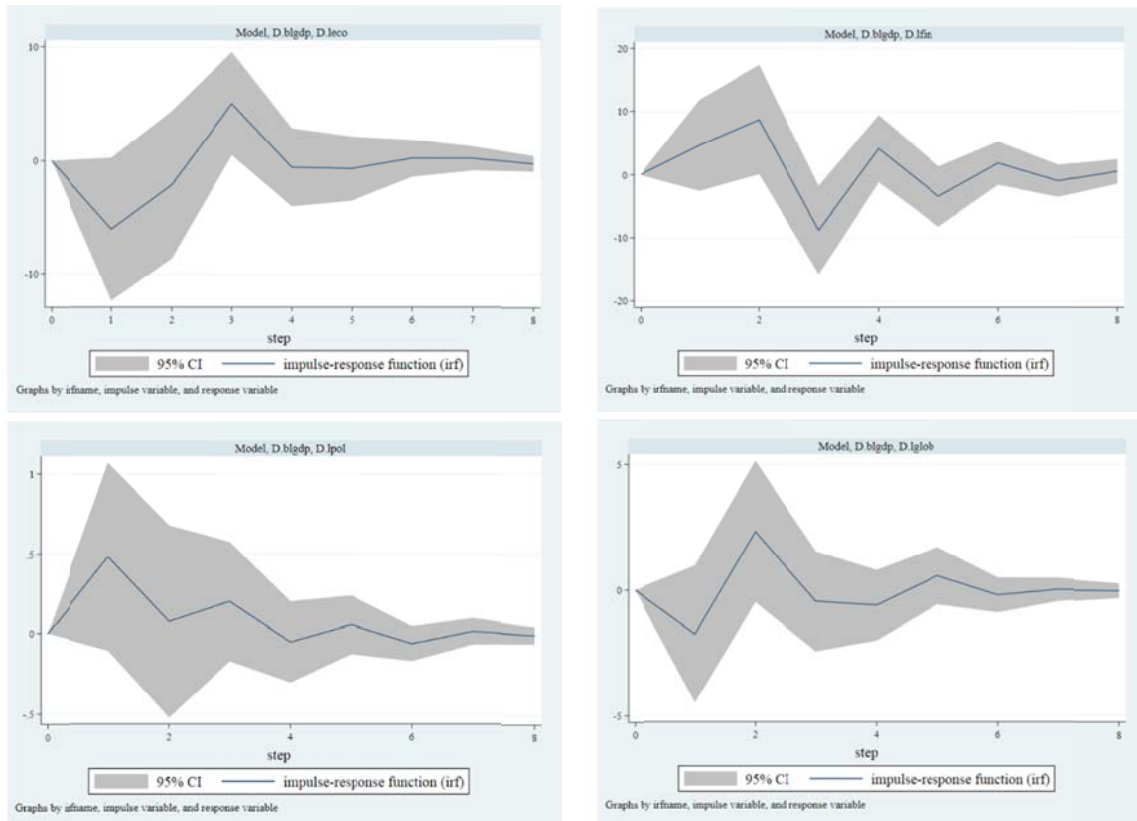 Model, D.blgdp, D.leco
10
0
-10
0 1 2 3 4 5 6 7 8
step
95% CI impulse-response function (irf)
Graphs by irfname, impulse variable, and response variable
Model, D.blgdp, D.lfin
20
10
0
-10
-20
0 2 4 6 8
step
95% CI impulse-response function (irf)
Graphs by irfname, impulse variable, and response variable
Model, D.blgdp, D.lpol
1
.5
0
-.5
0 2 4 6 8
step
95% CI impulse-response function (irf)
Graphs by irfname, impulse variable, and response variable
Model, D.blgdp, D.lglob
5
0
-5
0 2 4 6 8
step
95% CI impulse-response function (irf)
Graphs by irfname, impulse variable, and response variable